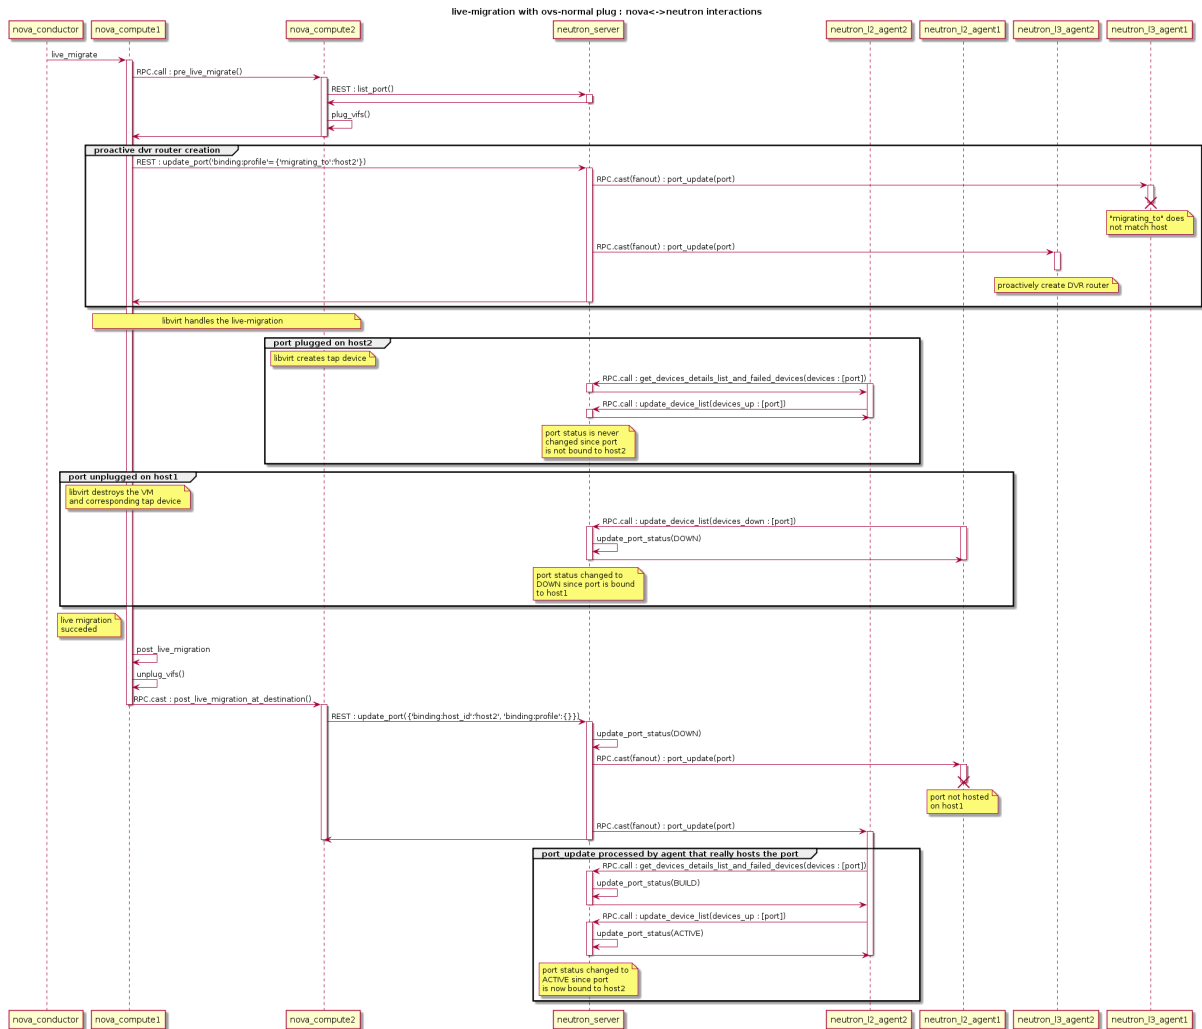 live-migration with ovs-normal plug : nova<->neutron interactions
nova_conductor
nova_compute1
nova_compute2
neutron_server
neutron_l2_agent2
neutron_l2_agent1
neutron_l3_agent2
neutron_l3_agent1
live_migrate
RPC.call : pre_live_migrate()
REST : list_port()
plug_vifs()
proactive dvr router creation
REST : update_port('binding:profile'= {'migrating_to':'host2'})
RPC.cast(fanout) : port_update(port)
"migrating_to" does
not match host
RPC.cast(fanout) : port_update(port)
proactively create DVR router
libvirt handles the live-migration
port plugged on host2
libvirt creates tap device
RPC.call : get_devices_details_list_and_failed_devices(devices : [port])
RPC.call : update_device_list(devices_up : [port])
port status is never
changed since port
is not bound to host2
port unplugged on host1
libvirt destroys the VM
and corresponding tap device
RPC.call : update_device_list(devices_down : [port])
update_port_status(DOWN)
port status changed to
DOWN since port is bound
to host1
live migration
succeded
post_live_migration
unplug_vifs()
RPC.cast : post_live_migration_at_destination()
REST : update_port({'binding:host_id':'host2', 'binding:profile':{}})
update_port_status(DOWN)
RPC.cast(fanout) : port_update(port)
port not hosted
on host1
RPC.cast(fanout) : port_update(port)
port_update processed by agent that really hosts the port
RPC.call : get_devices_details_list_and_failed_devices(devices : [port])
update_port_status(BUILD)
RPC.call : update_device_list(devices_up : [port])
update_port_status(ACTIVE)
port status changed to
ACTIVE since port
is now bound to host2
nova_conductor
nova_compute1
nova_compute2
neutron_server
neutron_l2_agent2
neutron_l2_agent1
neutron_l3_agent2
neutron_l3_agent1